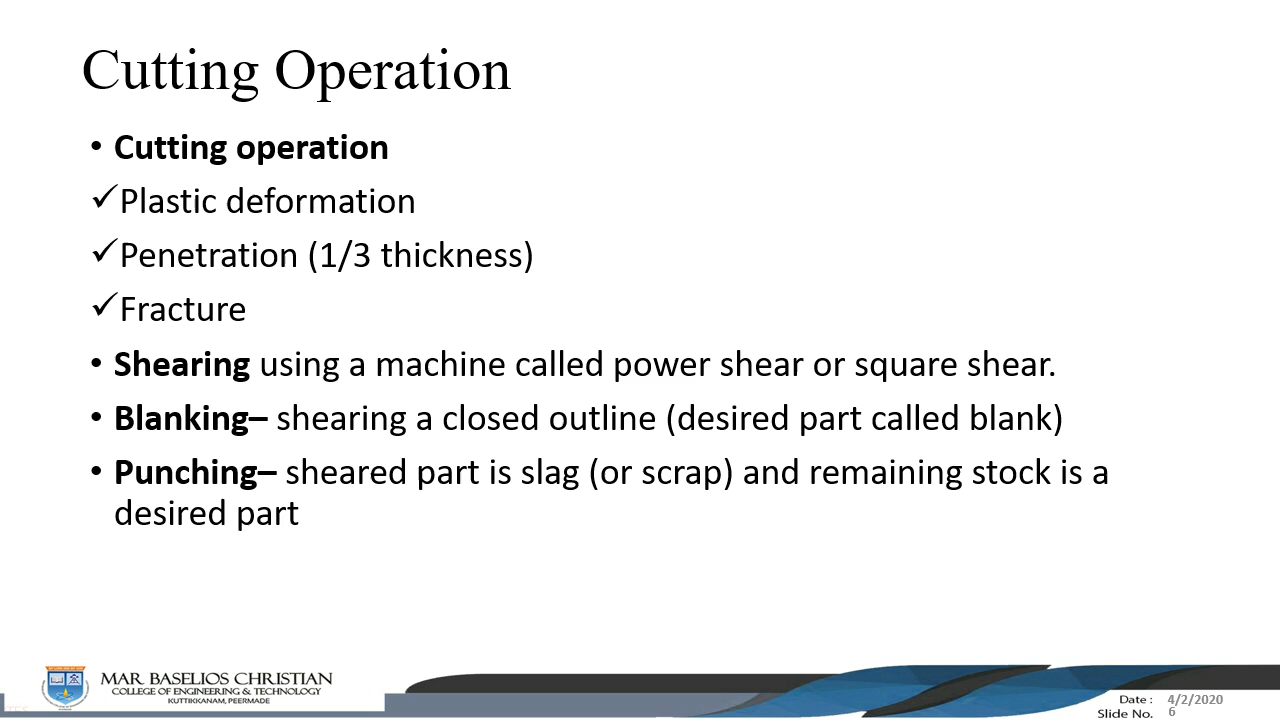 Cutting Operation
• Cutting operation
✓Plastic deformation
✓Penetration (1/3 thickness)
✓Fracture
• Shearing using a machine called power shear or square shear.
• Blanking– shearing a closed outline (desired part called blank)
• Punching– sheared part is slag (or scrap) and remaining stock is a
desired part
MAR BASELIOS CHRISTIAN
COLLEGE OF ENGINEERING & TECHNOLOGY
KUTTIKKANAM, PEERMADE
Date : 4/2/2020
Slide No. 6